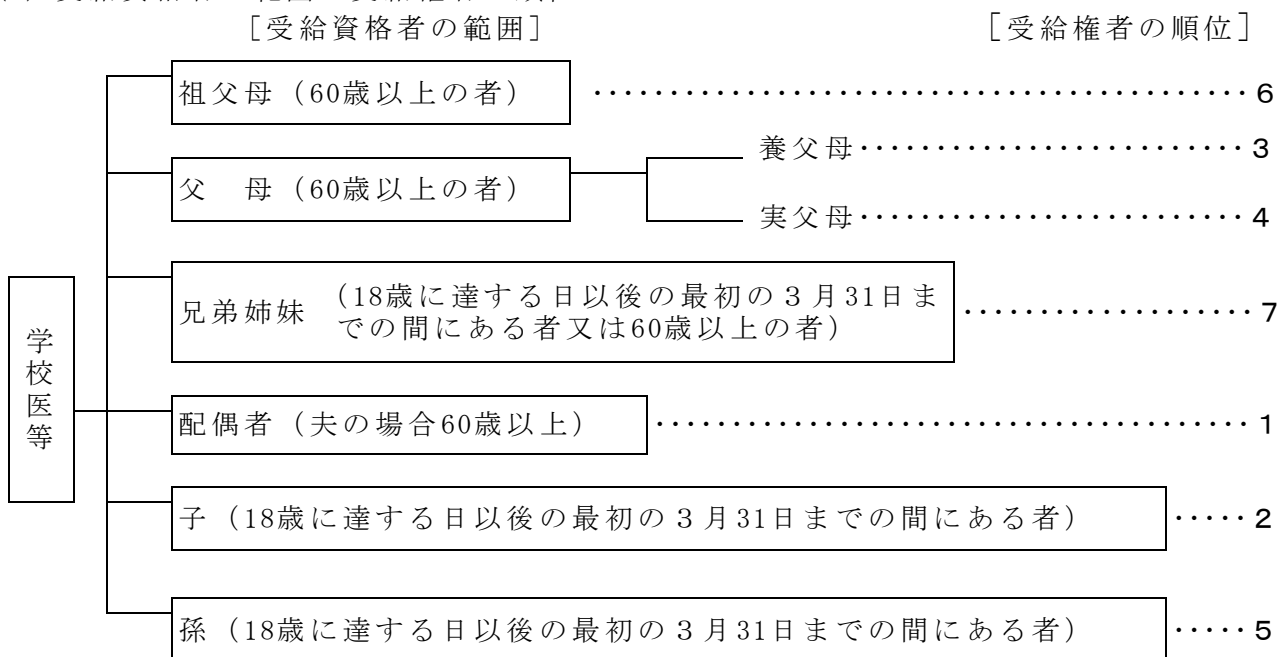 ［受給資格者の範囲］　［受給権者の順位］
祖父母（60歳以上の者）　・・・・・・・・・・・・・・・・・・・・・・・・・・・・・・・・・・・・・・・・・・・・6
養父母・・・・・・・・・・・・・・・・・・・・・・・・・・3
父　母（60歳以上の者）
実父母・・・・・・・・・・・・・・・・・・・・・・・・・・4
兄弟姉妹　（18歳に達する日以後の最初の３月31日ま
での間にある者又は60歳以上の者）　・・・・・・・・・・・・・・・・・・・・7
学校医等
配偶者（夫の場合60歳以上）　・・・・・・・・・・・・・・・・・・・・・・・・・・・・・・・・・・・・・・・・1
子（18歳に達する日以後の最初の３月31日までの間にある者）　・・・・・2
孫（18歳に達する日以後の最初の３月31日までの間にある者）　・・・・・5